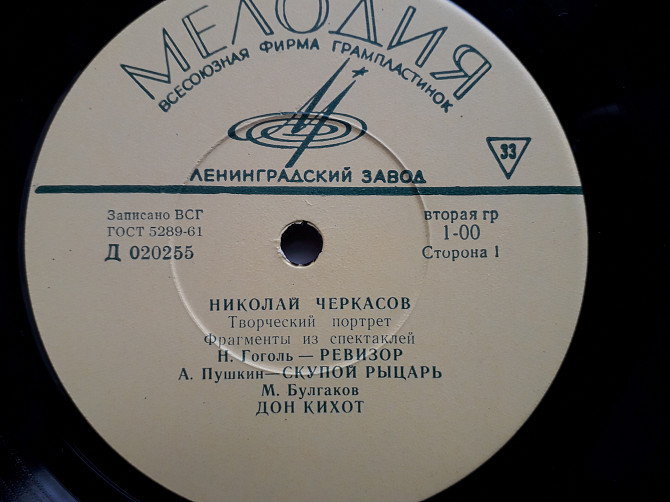 МЕЛОДИЯ
ВСЕСОЮЗНАЯ ФИРМА ГРАМПЛАСТИНОК
33
ЛЕНИНГРАДСКИЙ ЗАВОД
Записано ВСГ
ГОСТ 5289-61
Д 020255
вторая гр
1-00
Сторона 1
НИКОЛАЙ ЧЕРКАСОВ
Творческий портрет
Фрагменты из спектаклей
Н. Гоголь — РЕВИЗОР
А. Пушкин — СКУПОЙ РЫЦАРЬ
М. Булгаков
ДОН КИХОТ